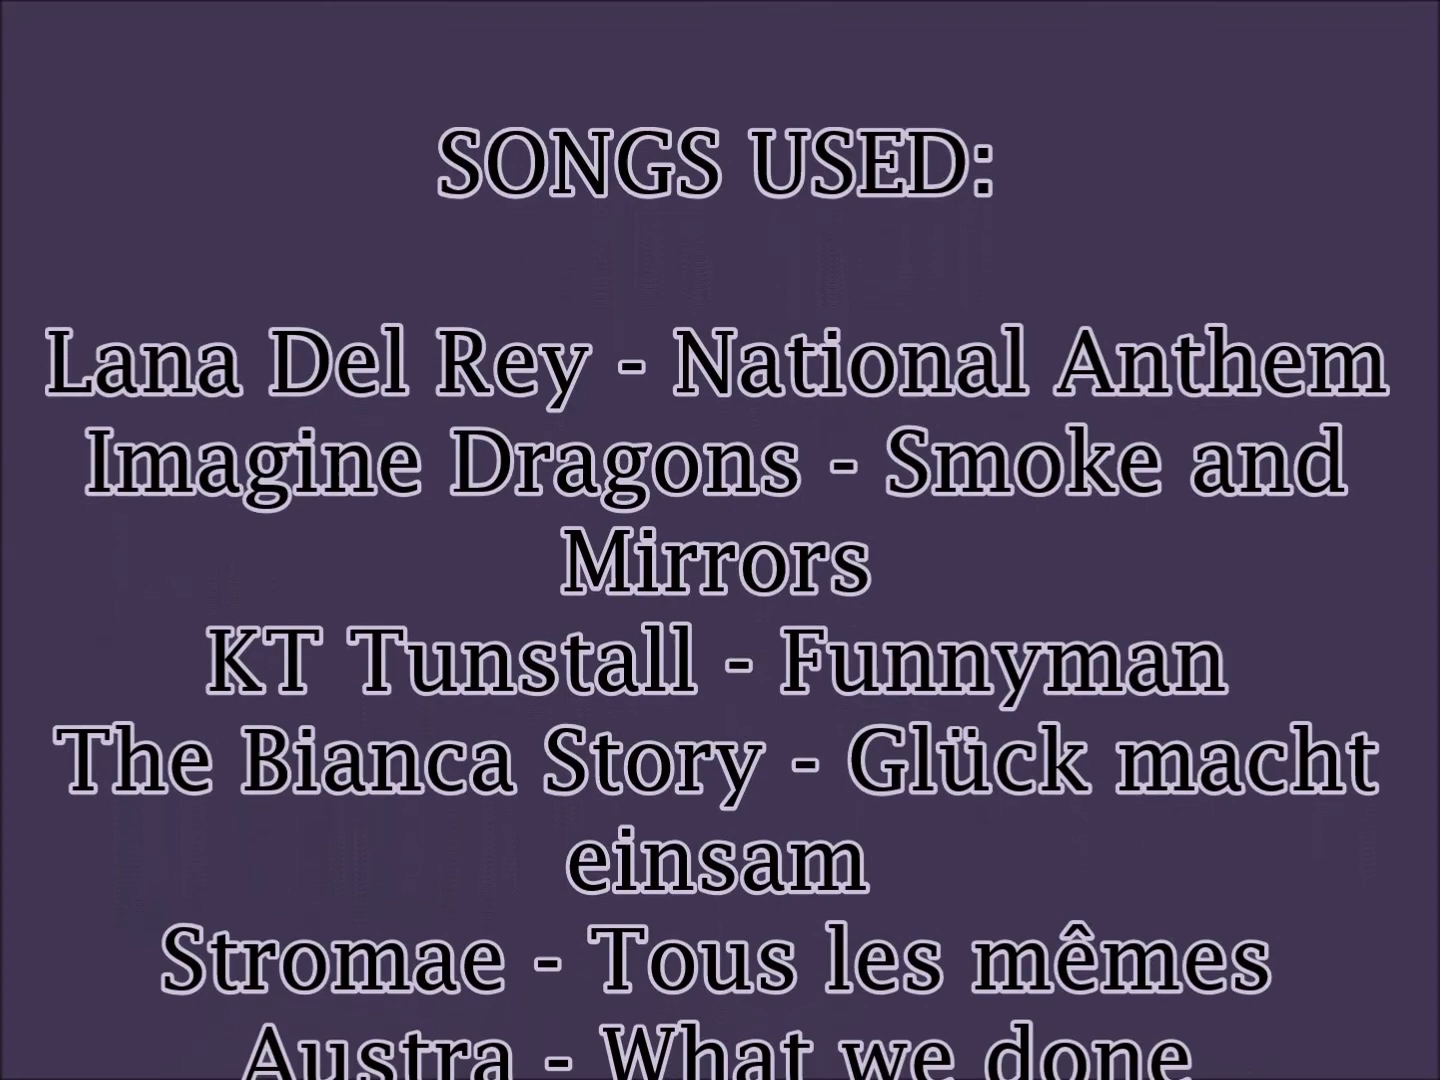 SONGS USED:
Lana Del Rey - National Anthem
Imagine Dragons - Smoke and
Mirrors
KT Tunstall - Funnyman
The Bianca Story - Glück macht
einsam
Stromae - Tous les mêmes
Austra - What we done